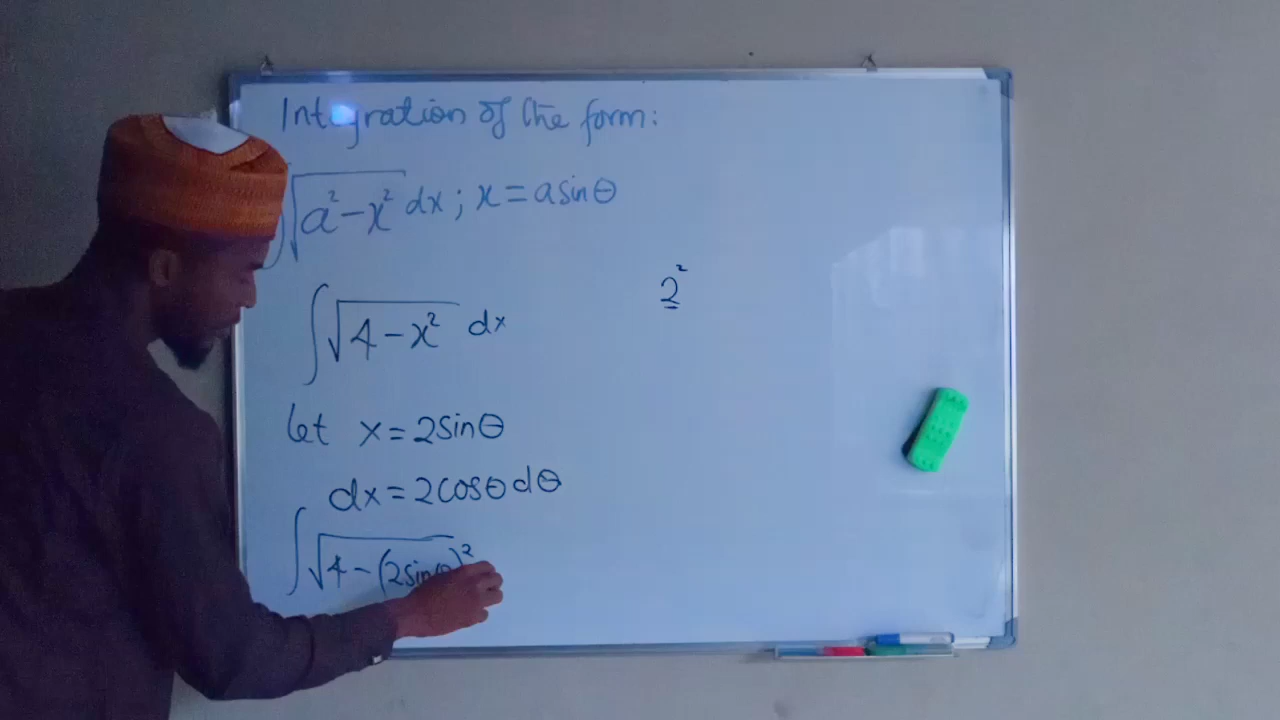 Integration of the form:
∫√(a²-x²) dx ; x = a sinθ
2²
∫√(4-x²) dx
let x = 2sinθ
dx = 2cosθ dθ
∫√(4-(2sinθ)²